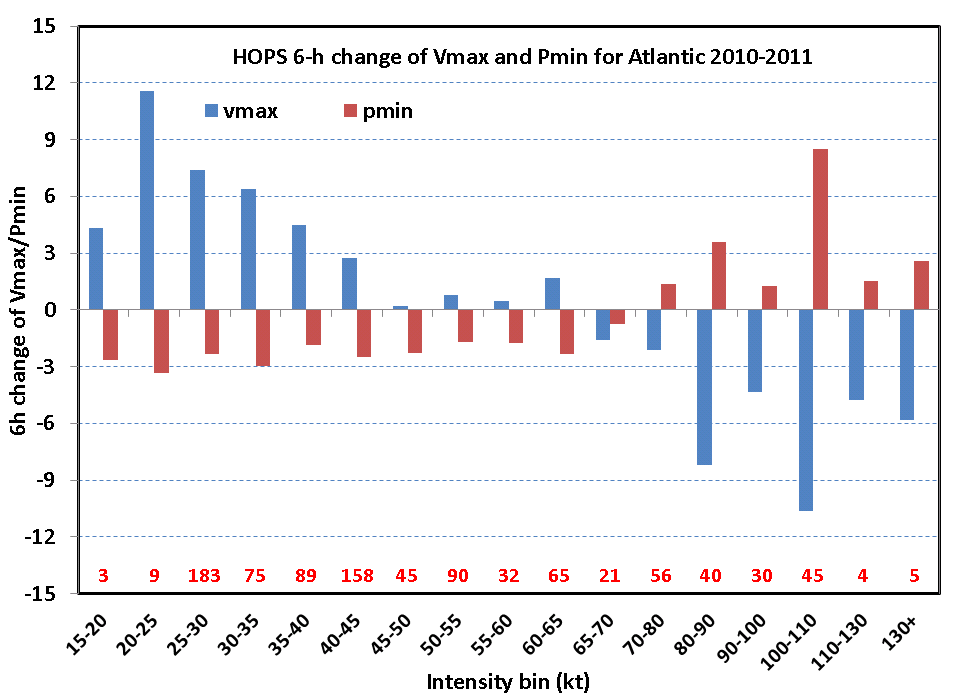 HOPS 6-h change of Vmax and Pmin for Atlantic 2010-2011
vmax pmin
6h change of Vmax/Pmin
15
12
9
6
3
0
-3
-6
-9
-12
-15
3 9 183 75 89 158 45 90 32 65 21 56 40 30 45 4 5
15-20 20-25 25-30 30-35 35-40 40-45 45-50 50-55 55-60 60-65 65-70 70-80 80-90 90-100 100-110 110-130 130+
Intensity bin (kt)